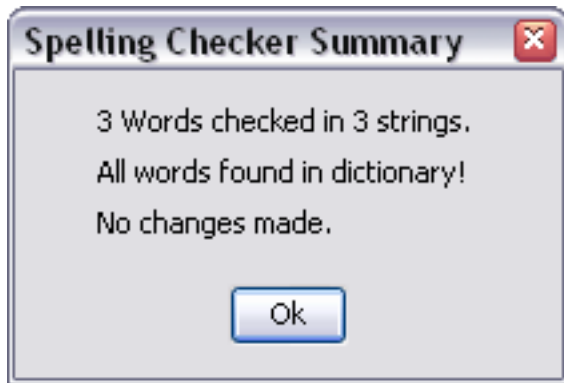 Spelling Checker Summary
3 Words checked in 3 strings.
All words found in dictionary!
No changes made.
Ok